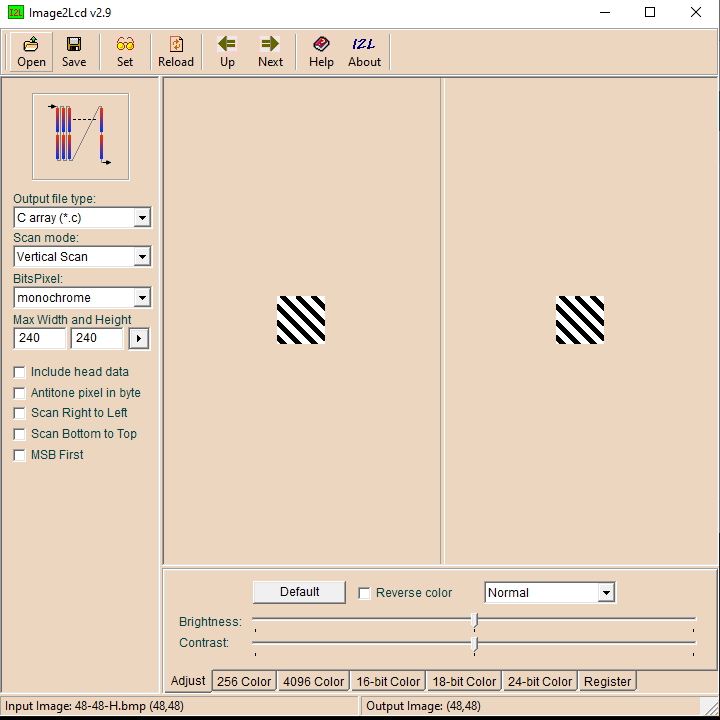 I2L Image2Lcd v2.9
Open Save Set Reload Up Next Help I2L About
Output file type:
C array (*.c)
Scan mode:
Vertical Scan
BitsPixel:
monochrome
Max Width and Height
240 240
Include head data
Antitone pixel in byte
Scan Right to Left
Scan Bottom to Top
MSB First
Default Reverse color Normal
Brightness:
Contrast:
Adjust 256 Color 4096 Color 16-bit Color 18-bit Color 24-bit Color Register
Input Image: 48-48-H.bmp (48,48) Output Image: (48,48)